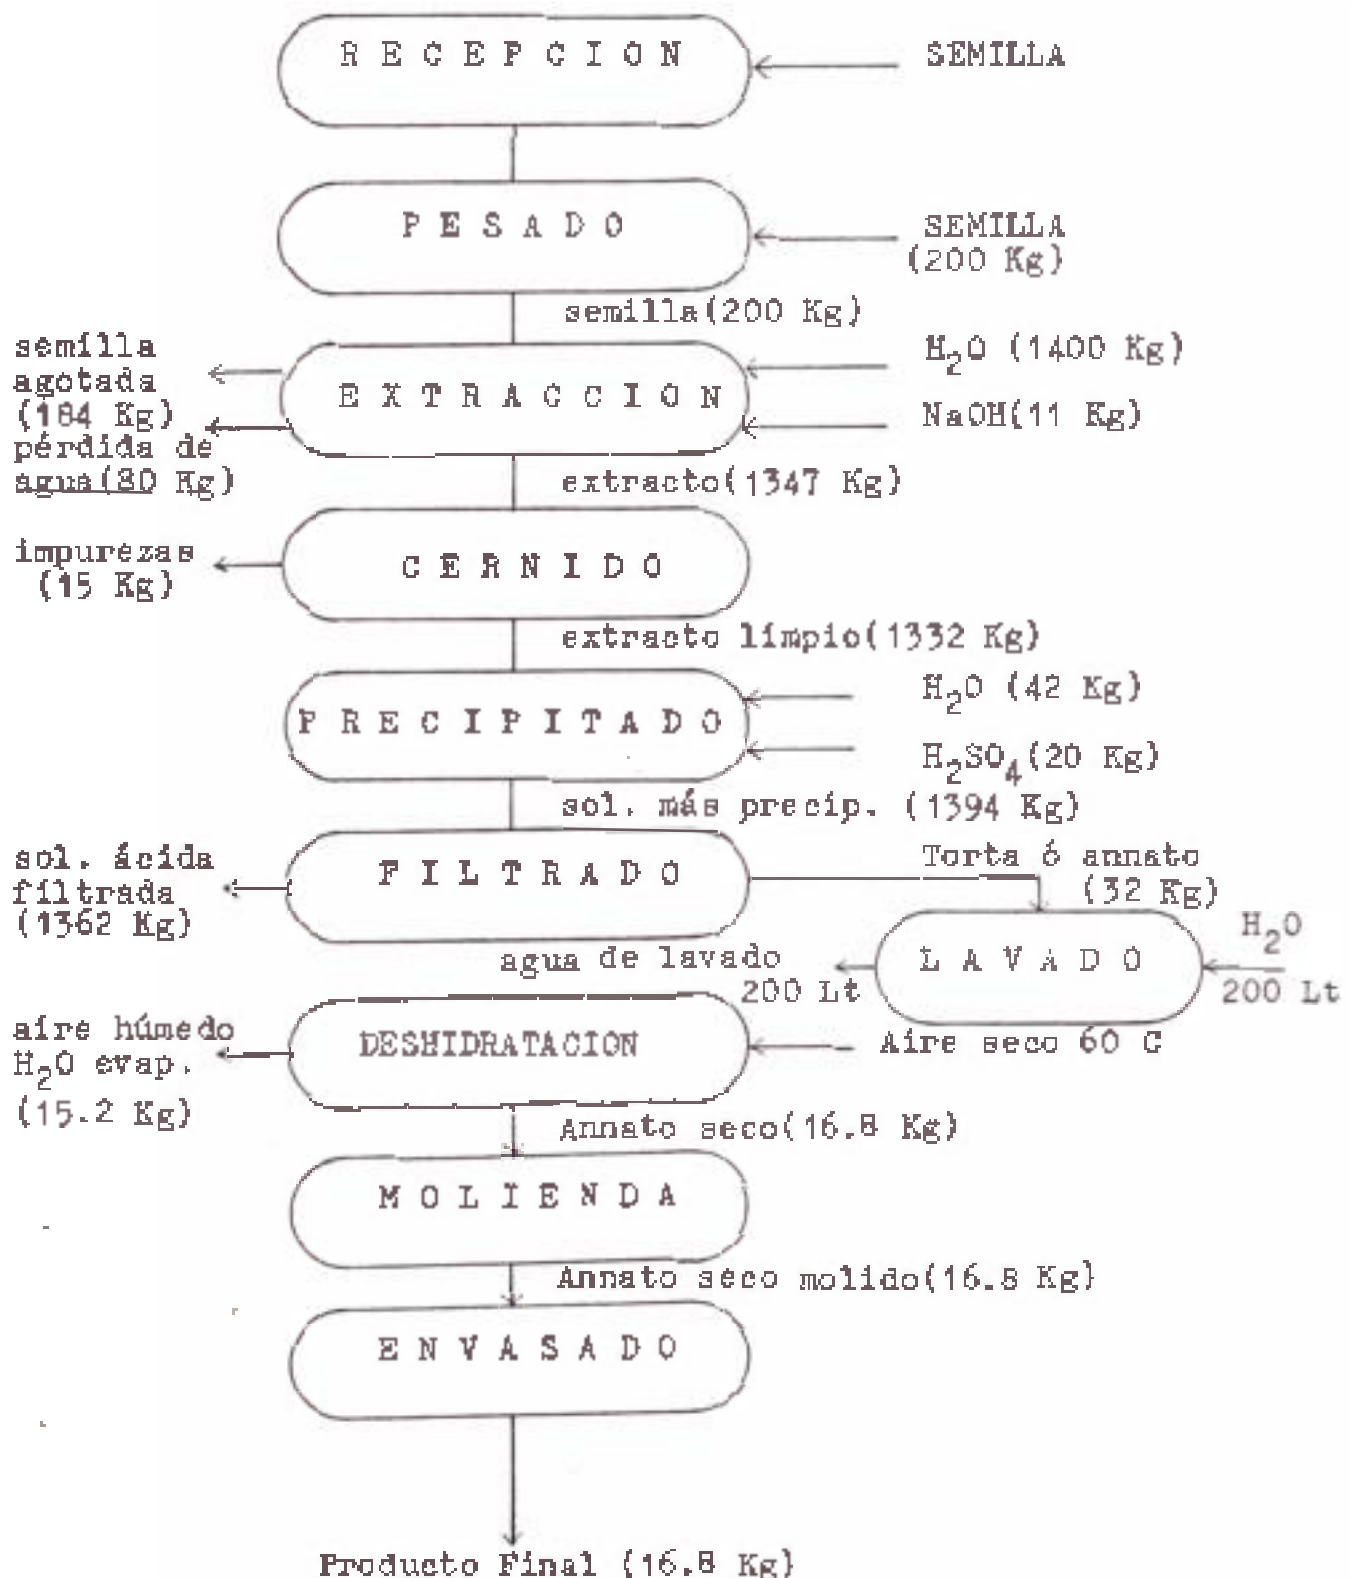 RECEPCION
SEMILLA
PESADO
SEMILLA
(200 Kg)
semilla(200 Kg)
semilla
agotada
(184 Kg)
pérdida de
agua(80 Kg)
EXTRACCION
H2O (1400 Kg)
NaOH(11 Kg)
extracto(1347 Kg)
impurezas
(15 Kg)
CERNIDO
extracto limpio(1332 Kg)
PRECIPITADO
H2O (42 Kg)
H2SO4(20 Kg)
sol. más precip. (1394 Kg)
sol. ácida
filtrada
(1362 Kg)
FILTRADO
Torta ó annato
(32 Kg)
LAVADO
H2O
200 Lt
agua de lavado
200 Lt
aire húmedo
H2O evap.
(15.2 Kg)
DESHIDRATACION
Aire seco 60 C
Annato seco(16.8 Kg)
MOLIENDA
Annato seco molido(16.8 Kg)
ENVASADO
Producto Final (16.8 Kg)